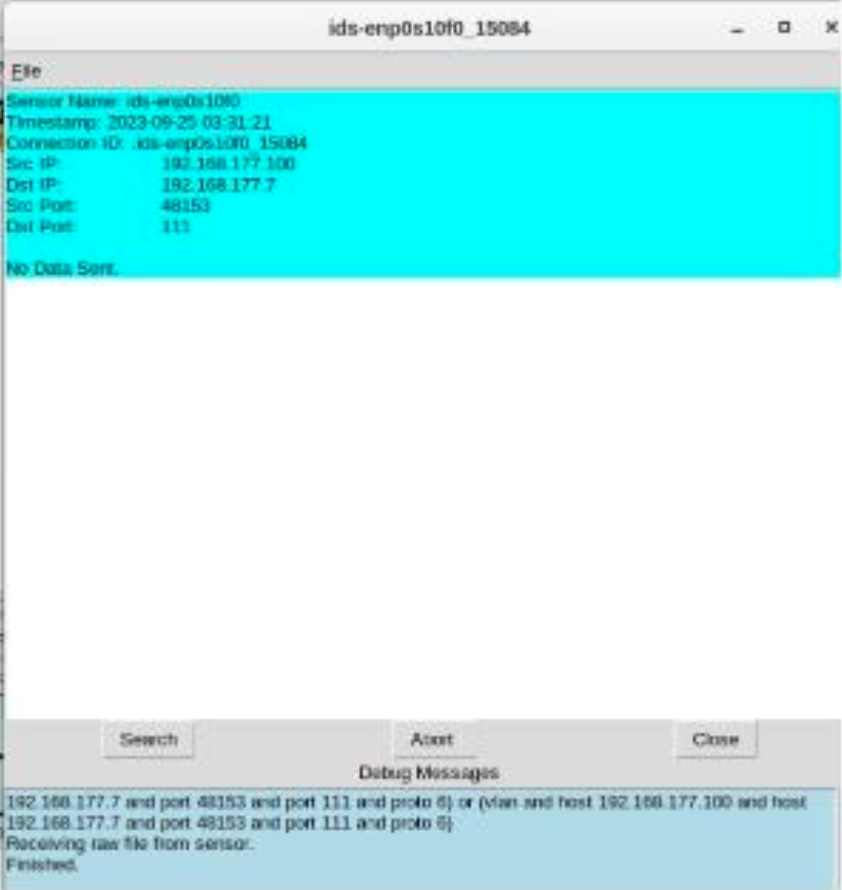 ids-enp0s10f0_15084
File
Sensor Name: ids-enp0s10f0
Timestamp: 2023-09-25 03:31:21
Connection ID: .ids-enp0s10f0_15084
Src IP: 192.168.177.100
Dst IP: 192.168.177.7
Src Port: 48153
Dst Port: 111
No Data Sent.
Search Abort Close
Debug Messages
192.168.177.7 and port 48153 and port 111 and proto 6) or (vlan and host 192.168.177.100 and host
192.168.177.7 and port 48153 and port 111 and proto 6)
Receiving raw file from sensor.
Finished.